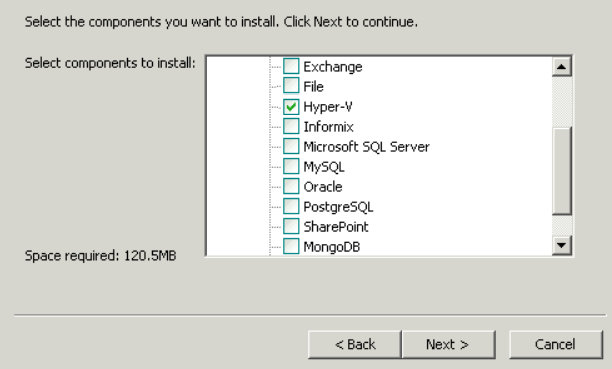 Select the components you want to install. Click Next to continue.
Select components to install:
Exchange
File
Hyper-V
Informix
Microsoft SQL Server
MySQL
Oracle
PostgreSQL
SharePoint
MongoDB
Space required: 120.5MB
< Back
Next >
Cancel